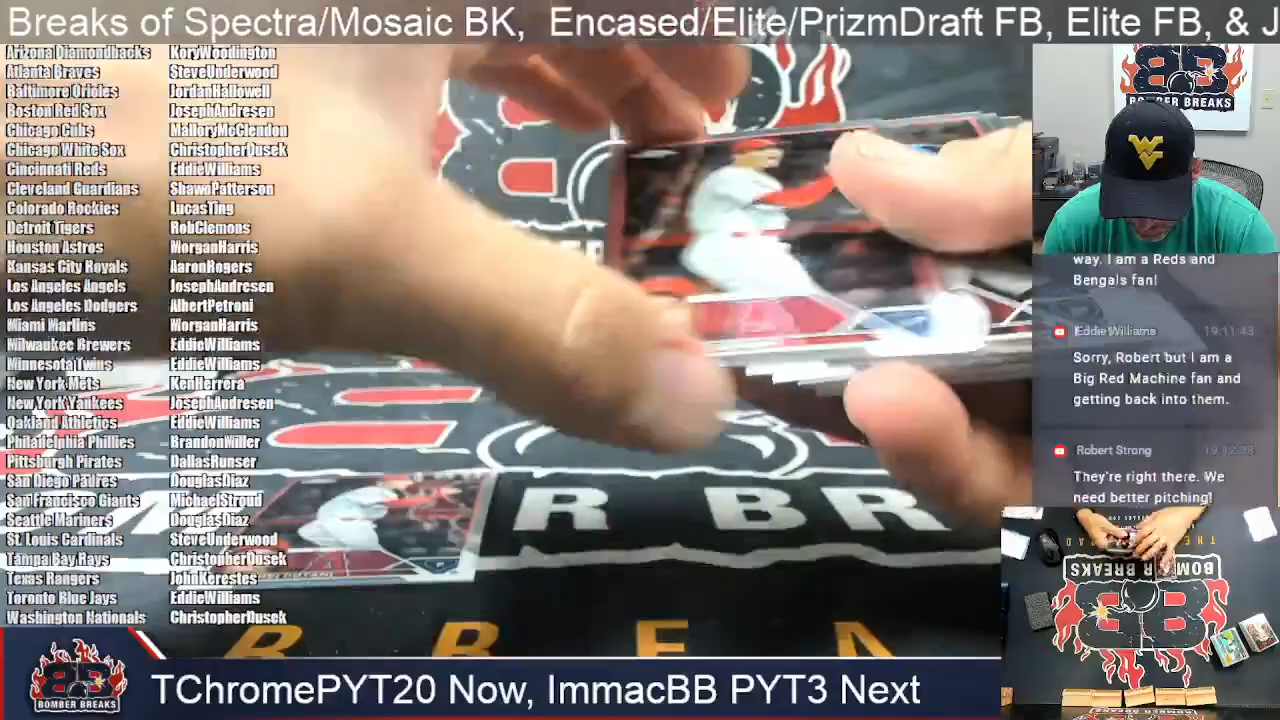 Breaks of Spectra/Mosaic BK, Encased/Elite/PrizmDraft FB, Elite FB, & J
Arizona Diamondbacks KoryWoodington
Atlanta Braves SteveUnderwood
Baltimore Orioles JordanHallowell
Boston Red Sox JosephAndresen
Chicago Cubs MalloryMcClendon
Chicago White Sox ChristopherDusek
Cincinnati Reds EddieWilliams
Cleveland Guardians ShawnPatterson
Colorado Rockies LucasTing
Detroit Tigers RobClemons
Houston Astros MorganHarris
Kansas City Royals AaronRogers
Los Angeles Angels JosephAndresen
Los Angeles Dodgers AlbertPetroni
Miami Marlins MorganHarris
Milwaukee Brewers EddieWilliams
Minnesota Twins EddieWilliams
New York Mets KenHerrera
New York Yankees JosephAndresen
Oakland Athletics EddieWilliams
Philadelphia Phillies BrandonMiller
Pittsburgh Pirates DallasRunser
San Diego Padres DouglasDiaz
San Francisco Giants MichaelStroud
Seattle Mariners DouglasDiaz
St. Louis Cardinals SteveUnderwood
Tampa Bay Rays ChristopherDusek
Texas Rangers JohnKerestes
Toronto Blue Jays EddieWilliams
Washington Nationals ChristopherDusek
R BR
B R E A
BOMBER BREAKS
WV
way. I am a Reds and
Bengals fan!
Eddie Williams 19:11:43
Sorry, Robert but I am a
Big Red Machine fan and
getting back into them.
Robert Strong
They're right there. We
need better pitching!
BOMBER BREAKS
BB
BOMBER BREAKS
TChromePYT20 Now, ImmacBB PYT3 Next